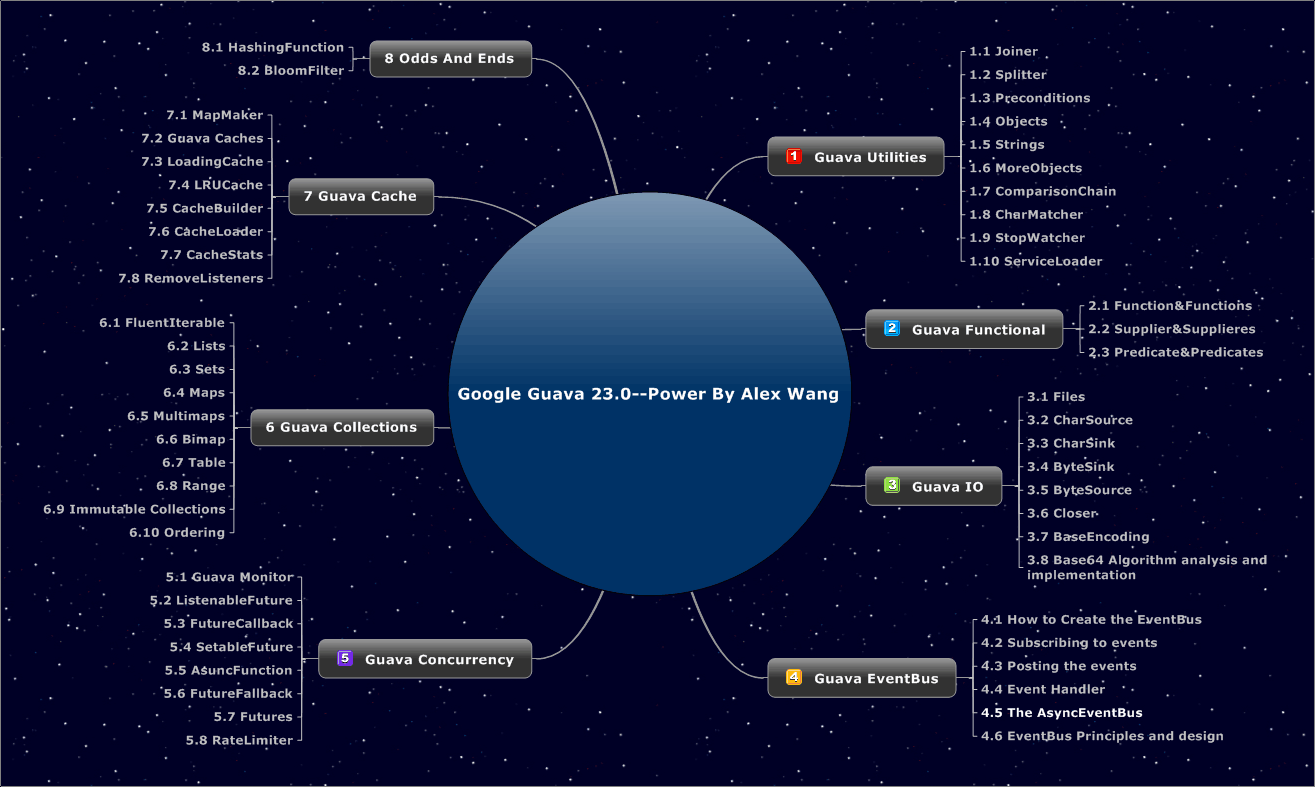 Google Guava 23.0--Power By Alex Wang
1 Guava Utilities
1.1 Joiner
1.2 Splitter
1.3 Preconditions
1.4 Objects
1.5 Strings
1.6 MoreObjects
1.7 ComparisonChain
1.8 CharMatcher
1.9 StopWatcher
1.10 ServiceLoader
2 Guava Functional
2.1 Function&Functions
2.2 Supplier&Supplieres
2.3 Predicate&Predicates
3 Guava IO
3.1 Files
3.2 CharSource
3.3 CharSink
3.4 ByteSink
3.5 ByteSource
3.6 Closer
3.7 BaseEncoding
3.8 Base64 Algorithm analysis and
implementation
4 Guava EventBus
4.1 How to Create the EventBus
4.2 Subscribing to events
4.3 Posting the events
4.4 Event Handler
4.5 The AsyncEventBus
4.6 EventBus Principles and design
5 Guava Concurrency
5.1 Guava Monitor
5.2 ListenableFuture
5.3 FutureCallback
5.4 SetableFuture
5.5 AsuncFunction
5.6 FutureFallback
5.7 Futures
5.8 RateLimiter
6 Guava Collections
6.1 FluentIterable
6.2 Lists
6.3 Sets
6.4 Maps
6.5 Multimaps
6.6 Bimap
6.7 Table
6.8 Range
6.9 Immutable Collections
6.10 Ordering
7 Guava Cache
7.1 MapMaker
7.2 Guava Caches
7.3 LoadingCache
7.4 LRUCache
7.5 CacheBuilder
7.6 CacheLoader
7.7 CacheStats
7.8 RemoveListeners
8 Odds And Ends
8.1 HashingFunction
8.2 BloomFilter